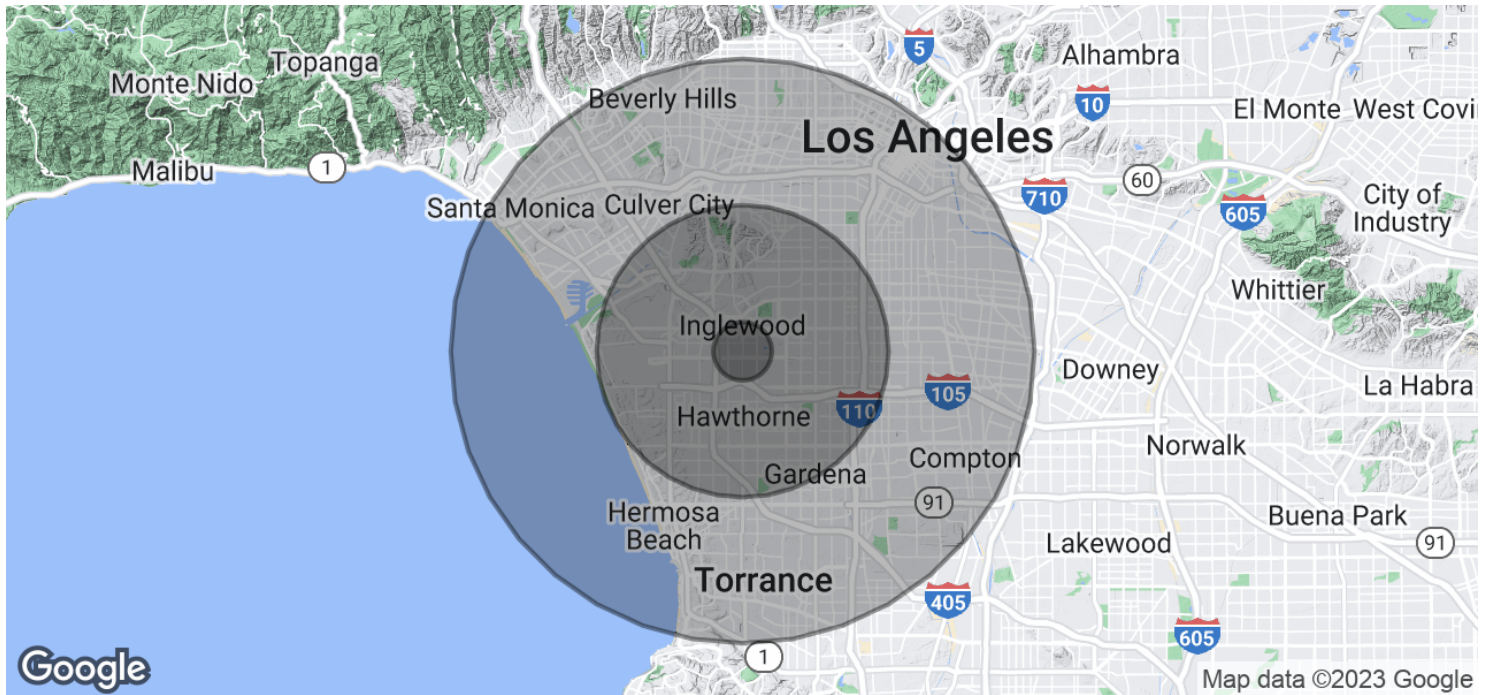 5
Alhambra
Topanga
Monte Nido
Beverly Hills
10
El Monte
West Covi
Los Angeles
1
Malibu
60
710
605
City of
Industry
Santa Monica
Culver City
Whittier
Inglewood
Downey
La Habra
105
110
Hawthorne
Norwalk
Compton
Gardena
91
Hermosa
Beach
Buena Park
91
Lakewood
Torrance
405
605
1
Google
Map data ©2023 Google